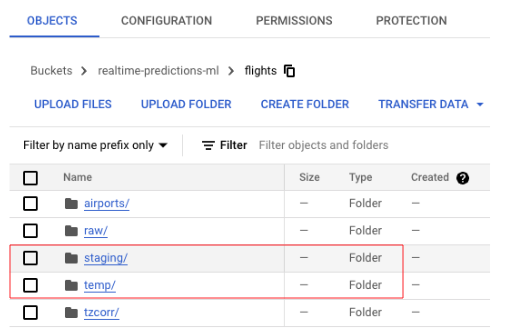 OBJECTS CONFIGURATION PERMISSIONS PROTECTION
Buckets > realtime-predictions-ml > flights
UPLOAD FILES UPLOAD FOLDER CREATE FOLDER TRANSFER DATA
Filter by name prefix only Filter Filter objects and folders
Name Size Type Created ?
airports/ — Folder —
raw/ — Folder —
staging/ — Folder —
temp/ — Folder —
tzcorr/ — Folder —